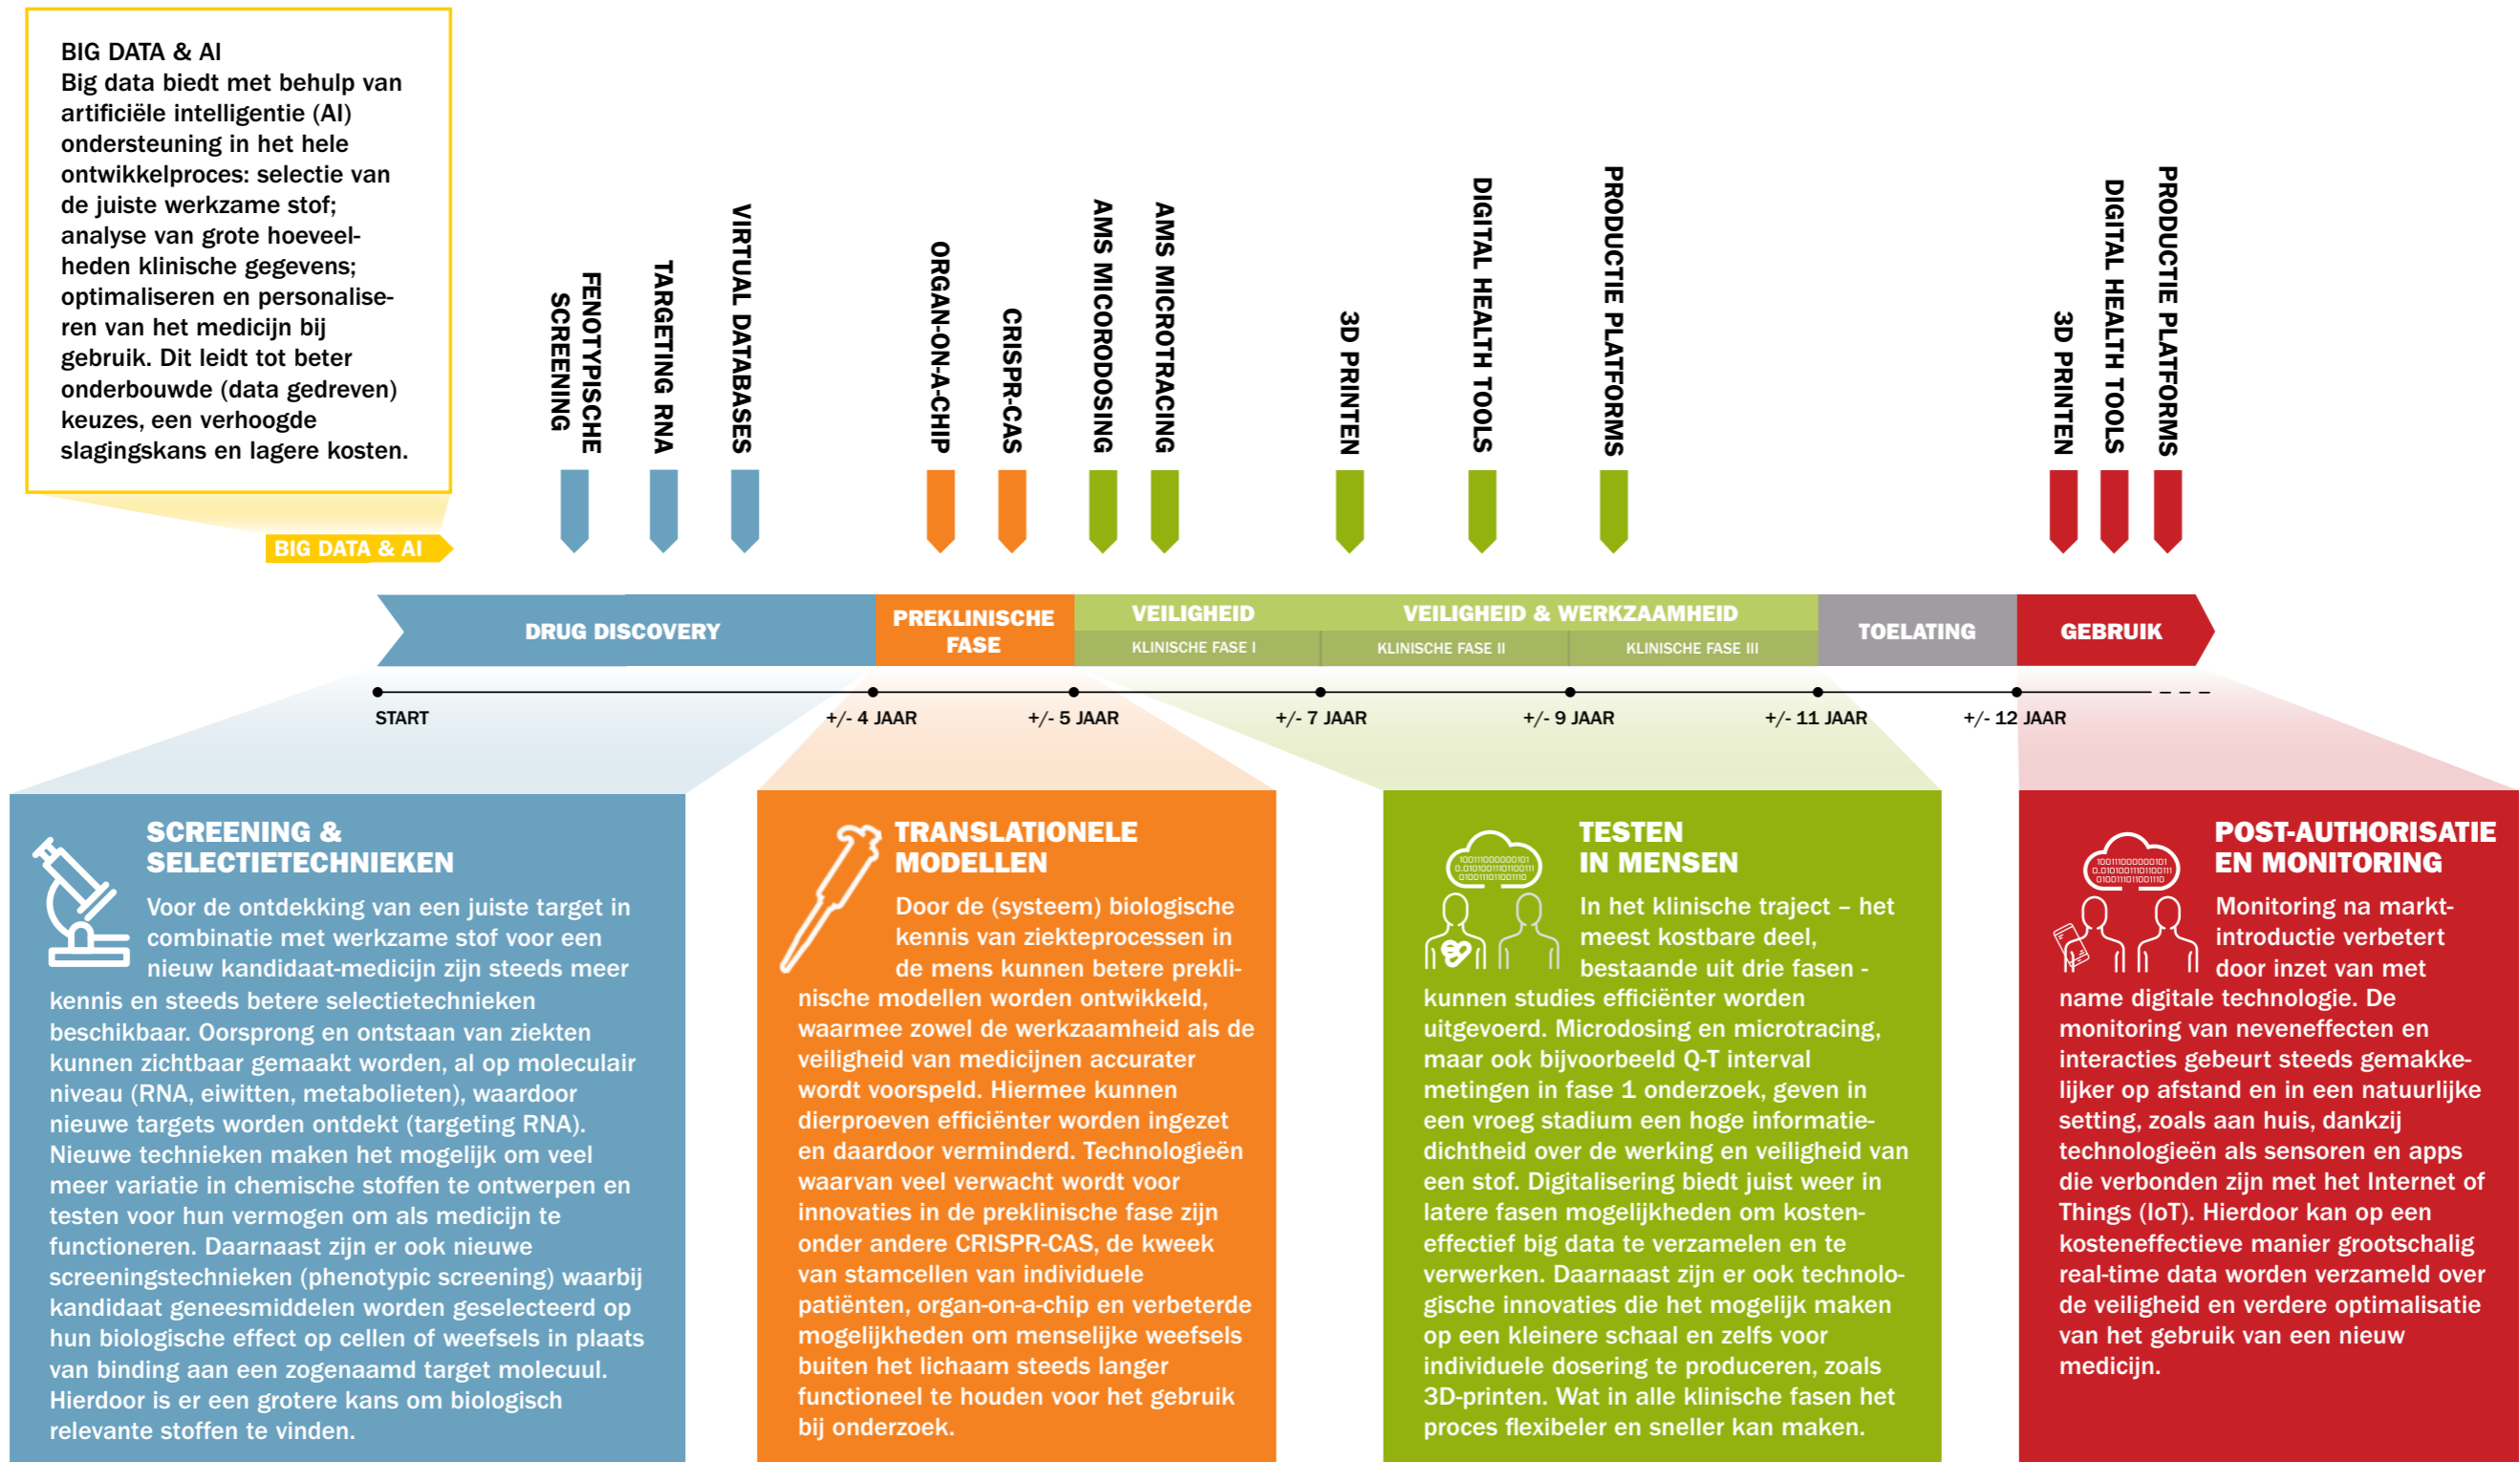 BIG DATA & AI
Big data biedt met behulp van
artificiële intelligentie (AI)
ondersteuning in het hele
ontwikkelproces: selectie van
de juiste werkzame stof;
analyse van grote hoeveel-
heden klinische gegevens;
optimaliseren en personalise-
ren van het medicijn bij
gebruik. Dit leidt tot beter
onderbouwde (data gedreven)
keuzes, een verhoogde
slagingskans en lagere kosten.
BIG DATA & AI
FENOTYPISCHE
SCREENING
TARGETING RNA
VIRTUAL DATABASES
ORGAN-ON-A-CHIP
CRISPR-CAS
AMS MICORODOSING
AMS MICROTRACING
3D PRINTEN
DIGITAL HEALTH TOOLS
PRODUCTIE PLATFORMS
3D PRINTEN
DIGITAL HEALTH TOOLS
PRODUCTIE PLATFORMS
DRUG DISCOVERY
PREKLINISCHE
FASE
VEILIGHEID
KLINISCHE FASE I
VEILIGHEID & WERKZAAMHEID
KLINISCHE FASE II
KLINISCHE FASE III
TOELATING
GEBRUIK
START
+/- 4 JAAR
+/- 5 JAAR
+/- 7 JAAR
+/- 9 JAAR
+/- 11 JAAR
+/- 12 JAAR
SCREENING &
SELECTIETECHNIEKEN
Voor de ontdekking van een juiste target in
combinatie met werkzame stof voor een
nieuw kandidaat-medicijn zijn steeds meer
kennis en steeds betere selectietechnieken
beschikbaar. Oorsprong en ontstaan van ziekten
kunnen zichtbaar gemaakt worden, al op moleculair
niveau (RNA, eiwitten, metabolieten), waardoor
nieuwe targets worden ontdekt (targeting RNA).
Nieuwe technieken maken het mogelijk om veel
meer variatie in chemische stoffen te ontwerpen en
testen voor hun vermogen om als medicijn te
functioneren. Daarnaast zijn er ook nieuwe
screeningstechnieken (phenotypic screening) waarbij
kandidaat geneesmiddelen worden geselecteerd op
hun biologische effect op cellen of weefsels in plaats
van binding aan een zogenaamd target molecuul.
Hierdoor is er een grotere kans om biologisch
relevante stoffen te vinden.
TRANSLATIONELE
MODELLEN
Door de (systeem) biologische
kennis van ziekteprocessen in
de mens kunnen betere prekli-
nische modellen worden ontwikkeld,
waarmee zowel de werkzaamheid als de
veiligheid van medicijnen accurater
wordt voorspeld. Hiermee kunnen
dierproeven efficiënter worden ingezet
en daardoor verminderd. Technologieën
waarvan veel verwacht wordt voor
innovaties in de preklinische fase zijn
onder andere CRISPR-CAS, de kweek
van stamcellen van individuele
patiënten, organ-on-a-chip en verbeterde
mogelijkheden om menselijke weefsels
buiten het lichaam steeds langer
functioneel te houden voor het gebruik
bij onderzoek.
100111000000101
0.0101001110110011​1
0100111011001110
TESTEN
IN MENSEN
In het klinische traject – het
meest kostbare deel,
bestaande uit drie fasen -
kunnen studies efficiënter worden
uitgevoerd. Microdosing en microtracing,
maar ook bijvoorbeeld Q-T interval
metingen in fase 1 onderzoek, geven in
een vroeg stadium een hoge informatie-
dichtheid over de werking en veiligheid van
een stof. Digitalisering biedt juist weer in
latere fasen mogelijkheden om kosten-
effectief big data te verzamelen en te
verwerken. Daarnaast zijn er ook technolo-
gische innovaties die het mogelijk maken
op een kleinere schaal en zelfs voor
individuele dosering te produceren, zoals
3D-printen. Wat in alle klinische fasen het
proces flexibeler en sneller kan maken.
100111000000101
0.01010011101100111
0100111011001110
POST-AUTHORISATIE
EN MONITORING
Monitoring na markt-
introductie verbetert
door inzet van met
name digitale technologie. De
monitoring van neveneffecten en
interacties gebeurt steeds gemakke-
lijker op afstand en in een natuurlijke
setting, zoals aan huis, dankzij
technologieën als sensoren en apps
die verbonden zijn met het Internet of
Things (IoT). Hierdoor kan op een
kosteneffectieve manier grootschalig
real-time data worden verzameld over
de veiligheid en verdere optimalisatie
van het gebruik van een nieuw
medicijn.